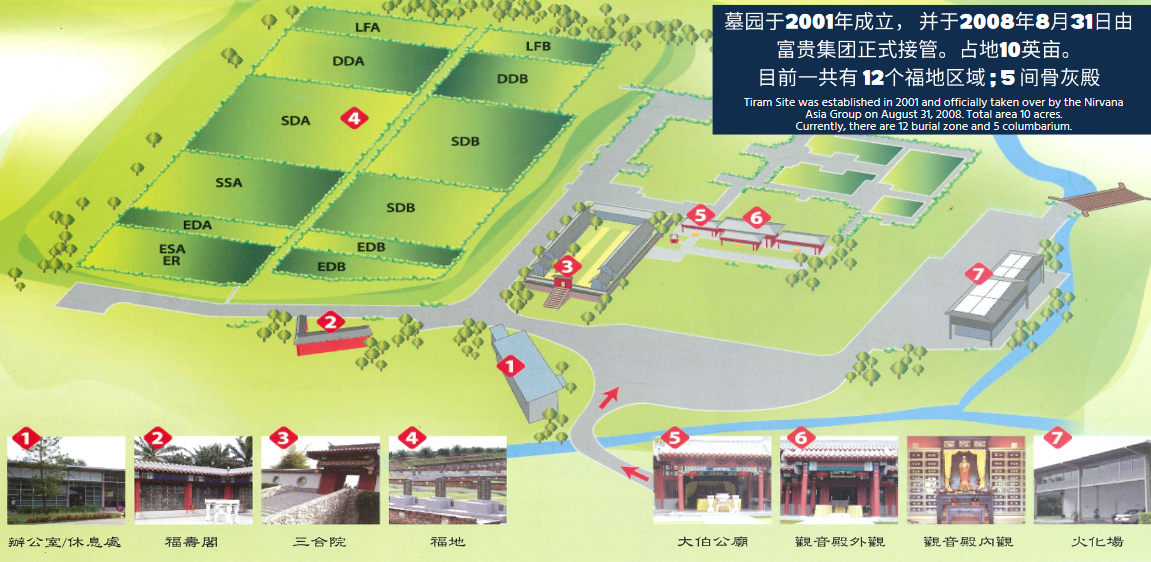 墓园于2001年成立，并于2008年8月31日由
富贵集团正式接管。占地10英亩。
目前一共有12个福地区域；5间骨灰殿
Tiram Site was established in 2001 and officially taken over by the Nirvana
Asia Group on August 31, 2008. Total area 10 acres.
Currently, there are 12 burial zone and 5 columbarium.
LFA
LFB
DDA
DDB
SDA
4
SDB
SSA
SDB
EDA
EDB
ESA
ER
EDB
5
6
3
7
2
1
1
2
3
4
5
6
7
辦公室/休息處
福壽閣
三合院
福地
大伯公廟
觀音殿外觀
觀音殿內觀
火化場